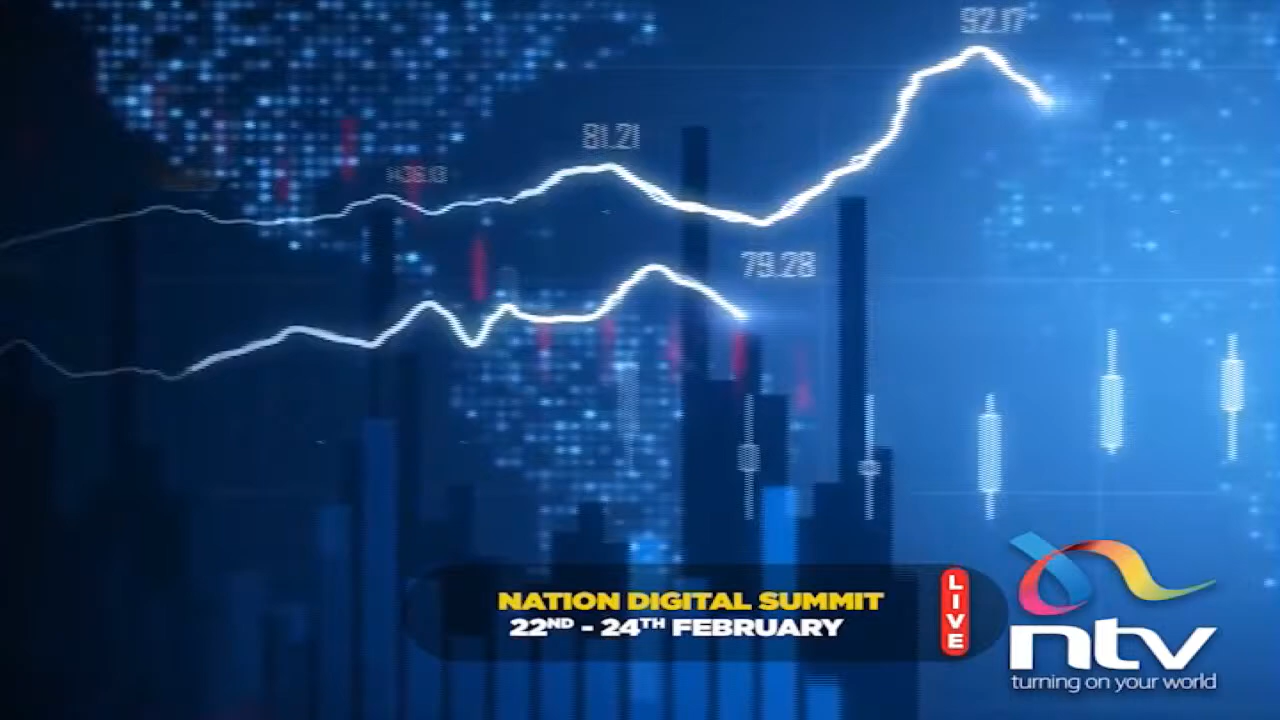 92.17
81.21
79.28
NATION DIGITAL SUMMIT
22ND - 24TH FEBRUARY
LIVE
ntv
turning on your world